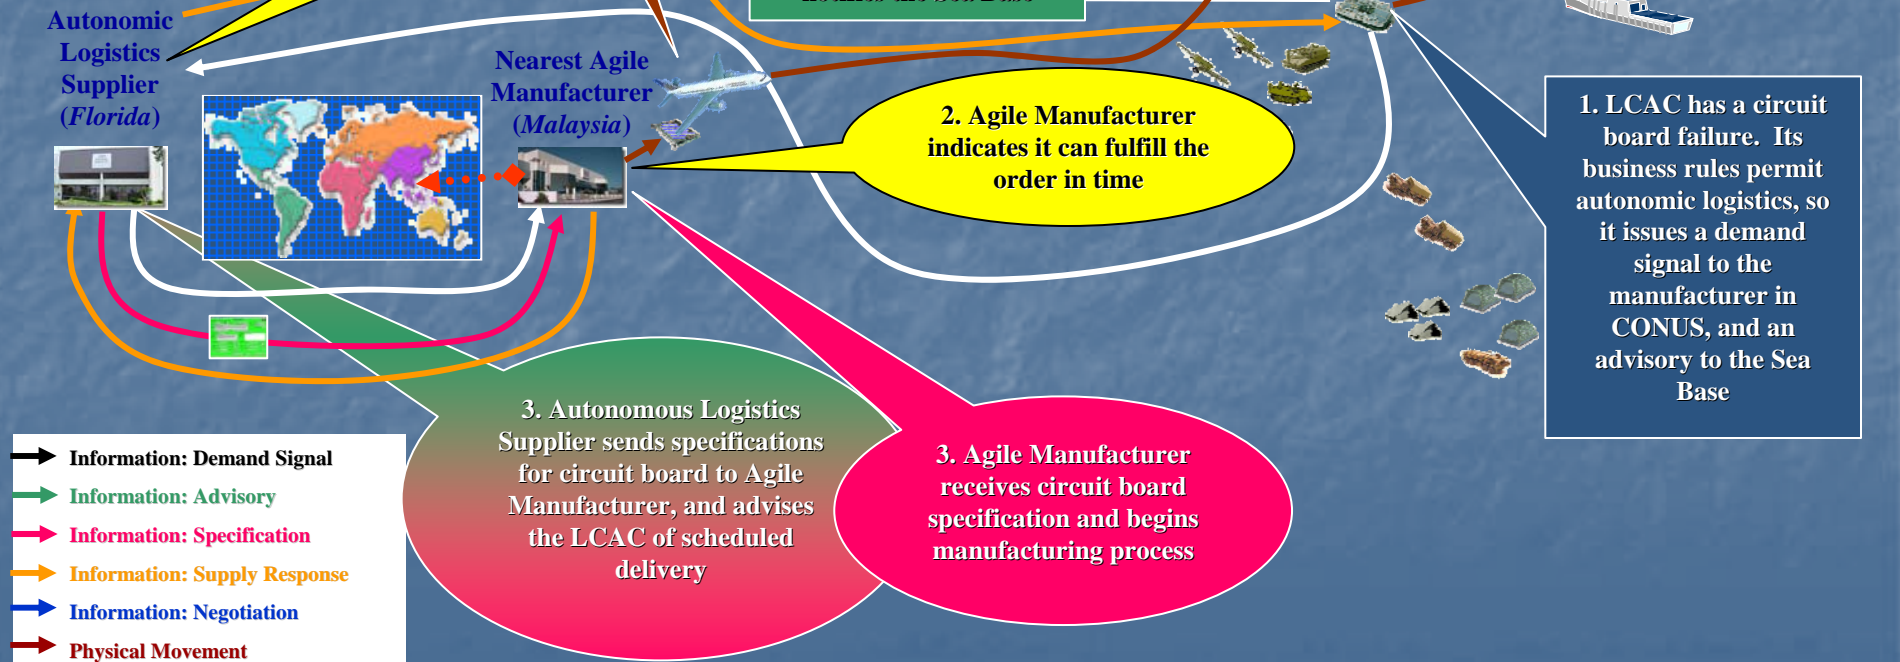 Autonomic
Logistics
Supplier
(Florida)
Nearest Agile
Manufacturer
(Malaysia)
2. Agile Manufacturer
indicates it can fulfill the
order in time
1. LCAC has a circuit
board failure. Its
business rules permit
autonomic logistics, so
it issues a demand
signal to the
manufacturer in
CONUS, and an
advisory to the Sea
Base
3. Autonomous Logistics
Supplier sends specifications
for circuit board to Agile
Manufacturer, and advises
the LCAC of scheduled
delivery
3. Agile Manufacturer
receives circuit board
specification and begins
manufacturing process
Information: Demand Signal
Information: Advisory
Information: Specification
Information: Supply Response
Information: Negotiation
Physical Movement